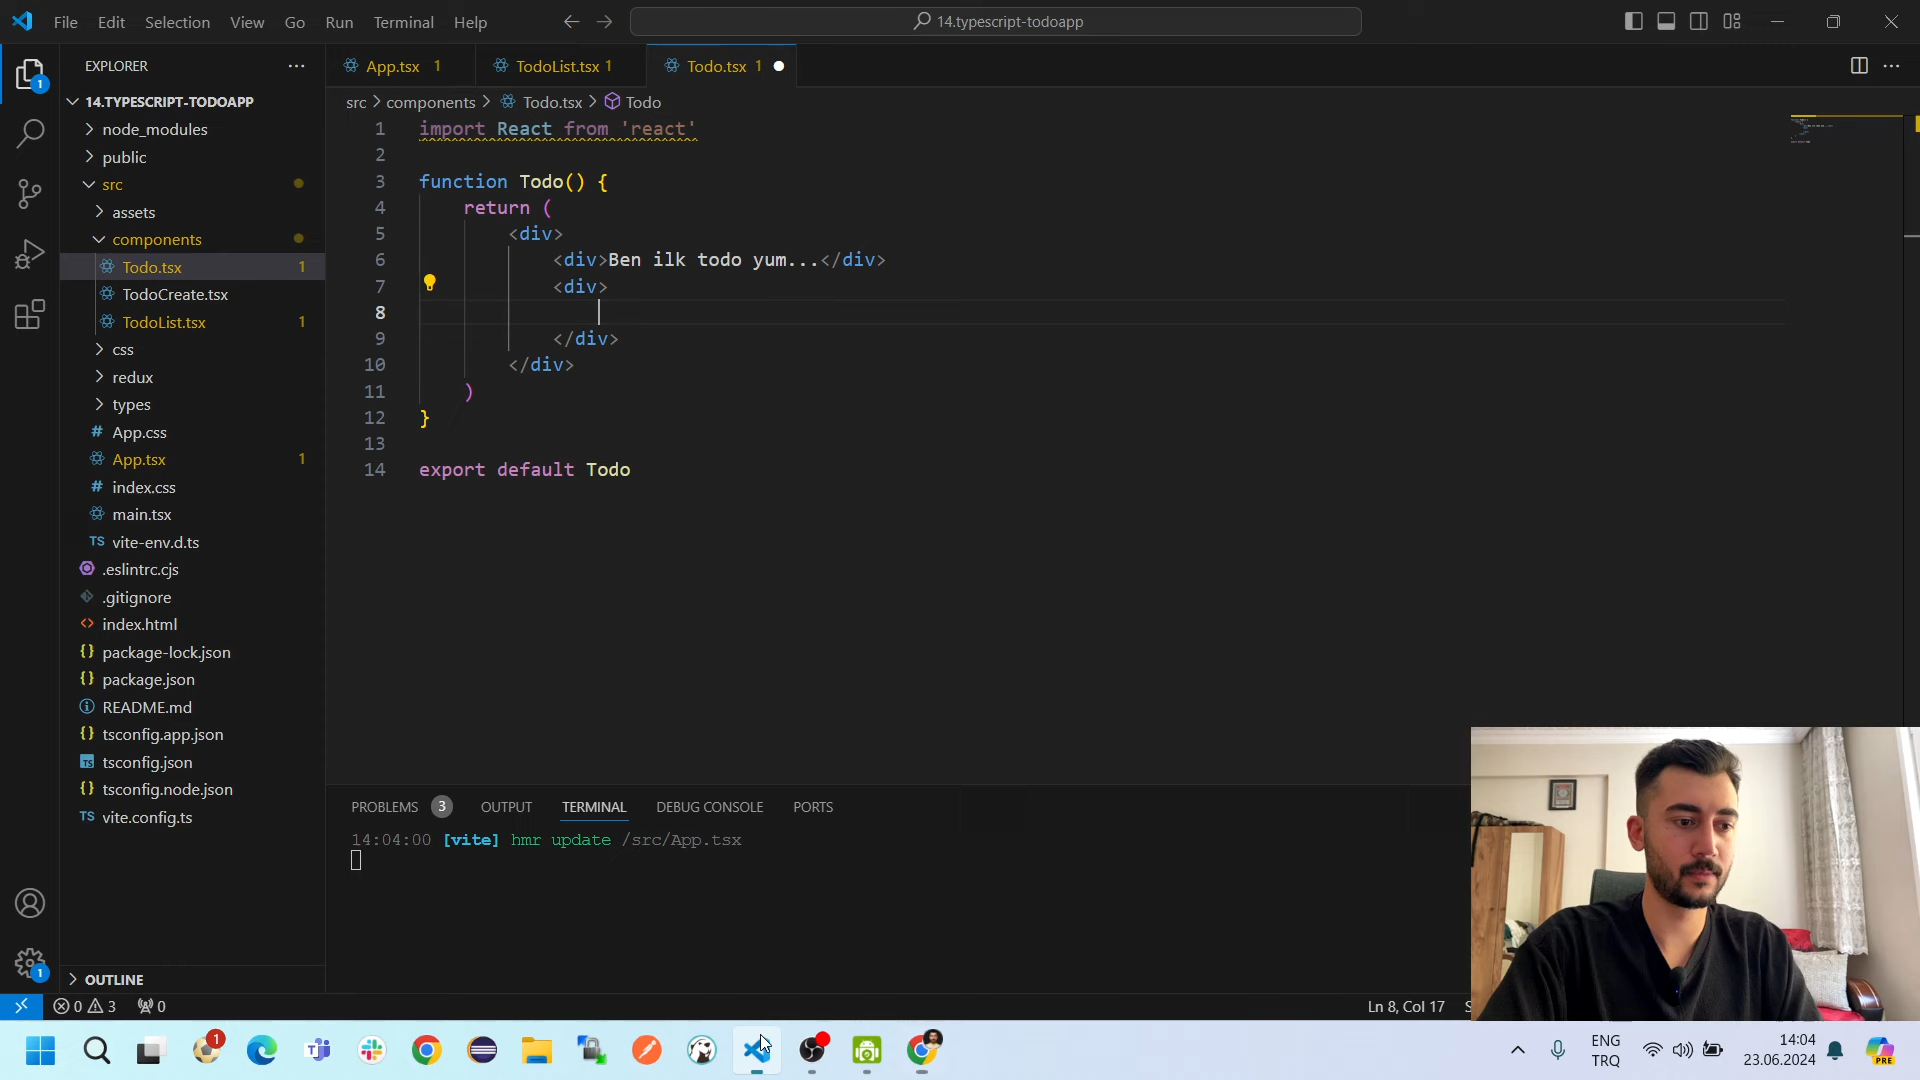 File Edit Selection View Go Run Terminal Help
14.typescript-todoapp
EXPLORER
14.TYPESCRIPT-TODOAPP
node_modules
public
src
assets
components
Todo.tsx 1
TodoCreate.tsx
TodoList.tsx 1
css
redux
types
App.css
App.tsx 1
index.css
main.tsx
TS vite-env.d.ts
.eslintrc.cjs
.gitignore
index.html
package-lock.json
package.json
README.md
tsconfig.app.json
tsconfig.json
tsconfig.node.json
TS vite.config.ts
OUTLINE
App.tsx 1 TodoList.tsx 1 Todo.tsx 1
src > components > Todo.tsx > Todo
1 import React from 'react'
2
3 function Todo() {
4 return (
5 <div>
6 <div>Ben ilk todo yum...</div>
7 <div>
8
9 </div>
10 </div>
11 )
12 }
13
14 export default Todo
PROBLEMS 3 OUTPUT TERMINAL DEBUG CONSOLE PORTS
14:04:00 [vite] hmr update /src/App.tsx
0 3 0
Ln 8, Col 17
1
1
1
ENG
TRQ
14:04
23.06.2024
PRE